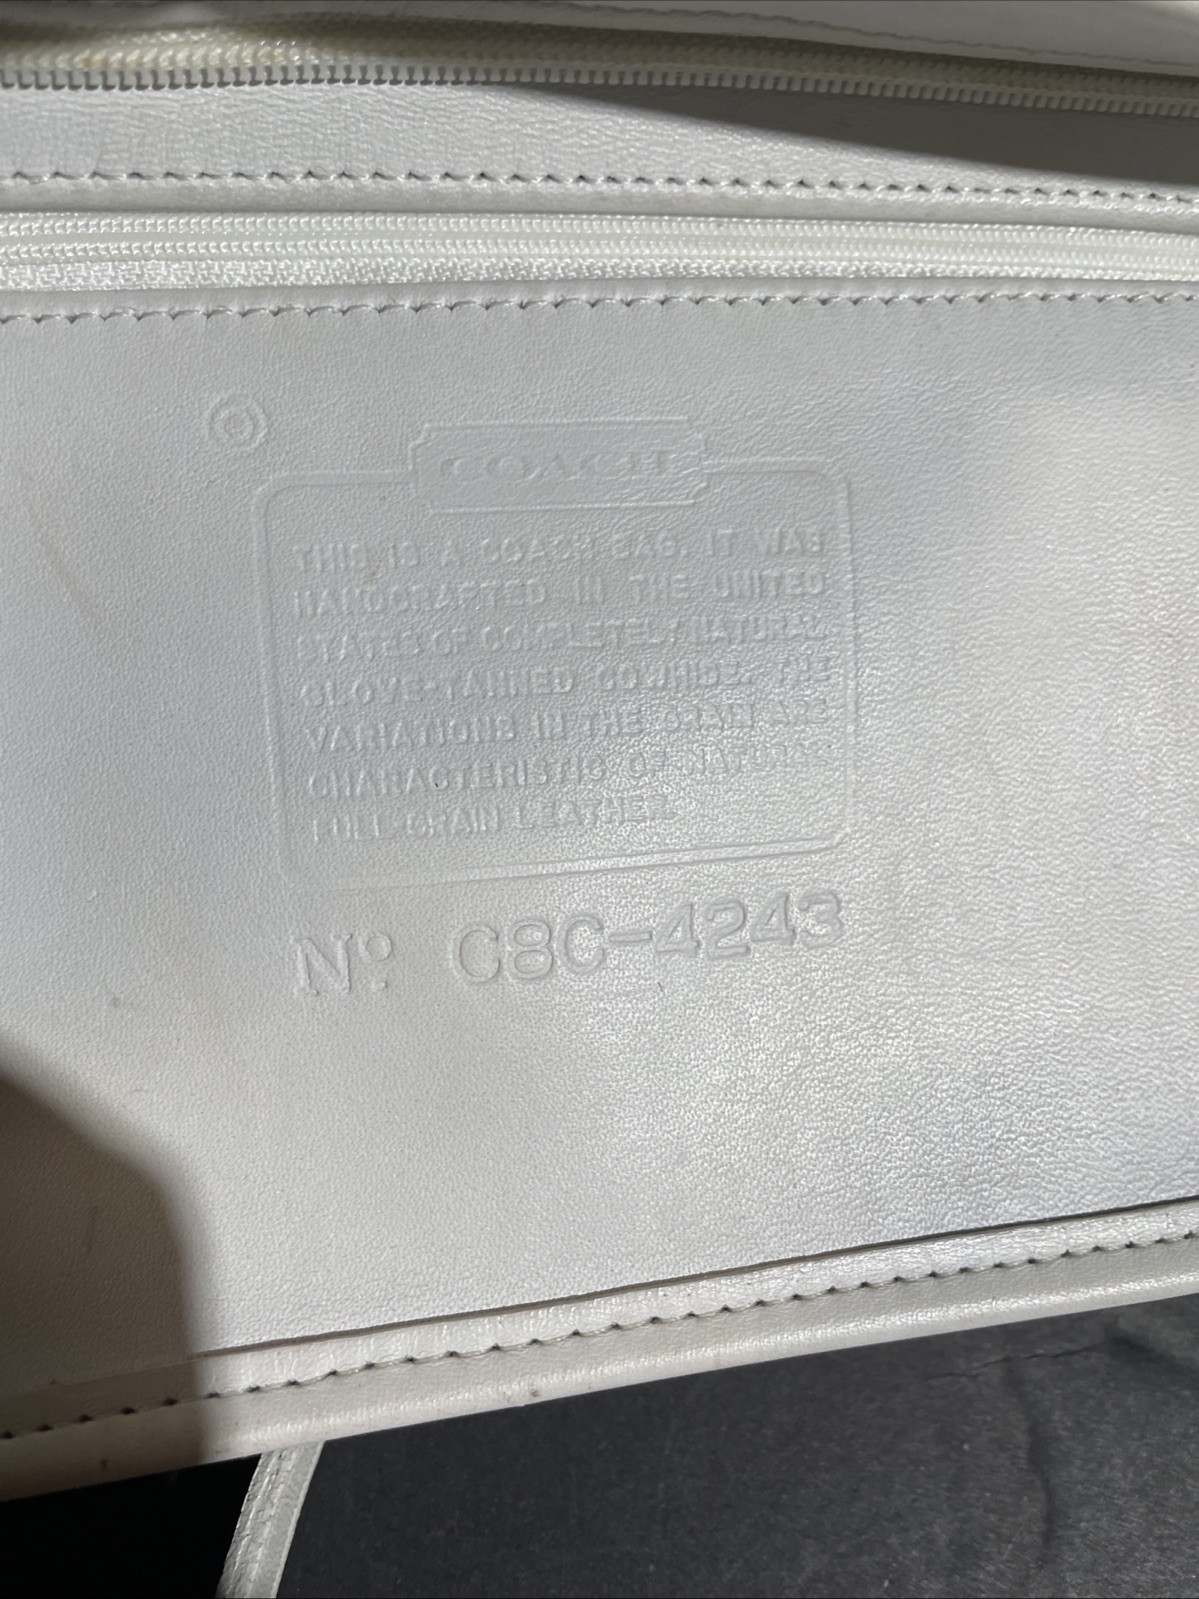 ©
COACH
THIS IS A COACH BAG. IT WAS
HANDCRAFTED IN THE UNITED
STATES OF COMPLETELY NATURAL
GLOVE-TANNED COWHIDE. THE
VARIATIONS IN THE GRAIN ARE
CHARACTERISTIC OF NATURAL
FULL-GRAIN LEATHER.
Nº C8C-4243